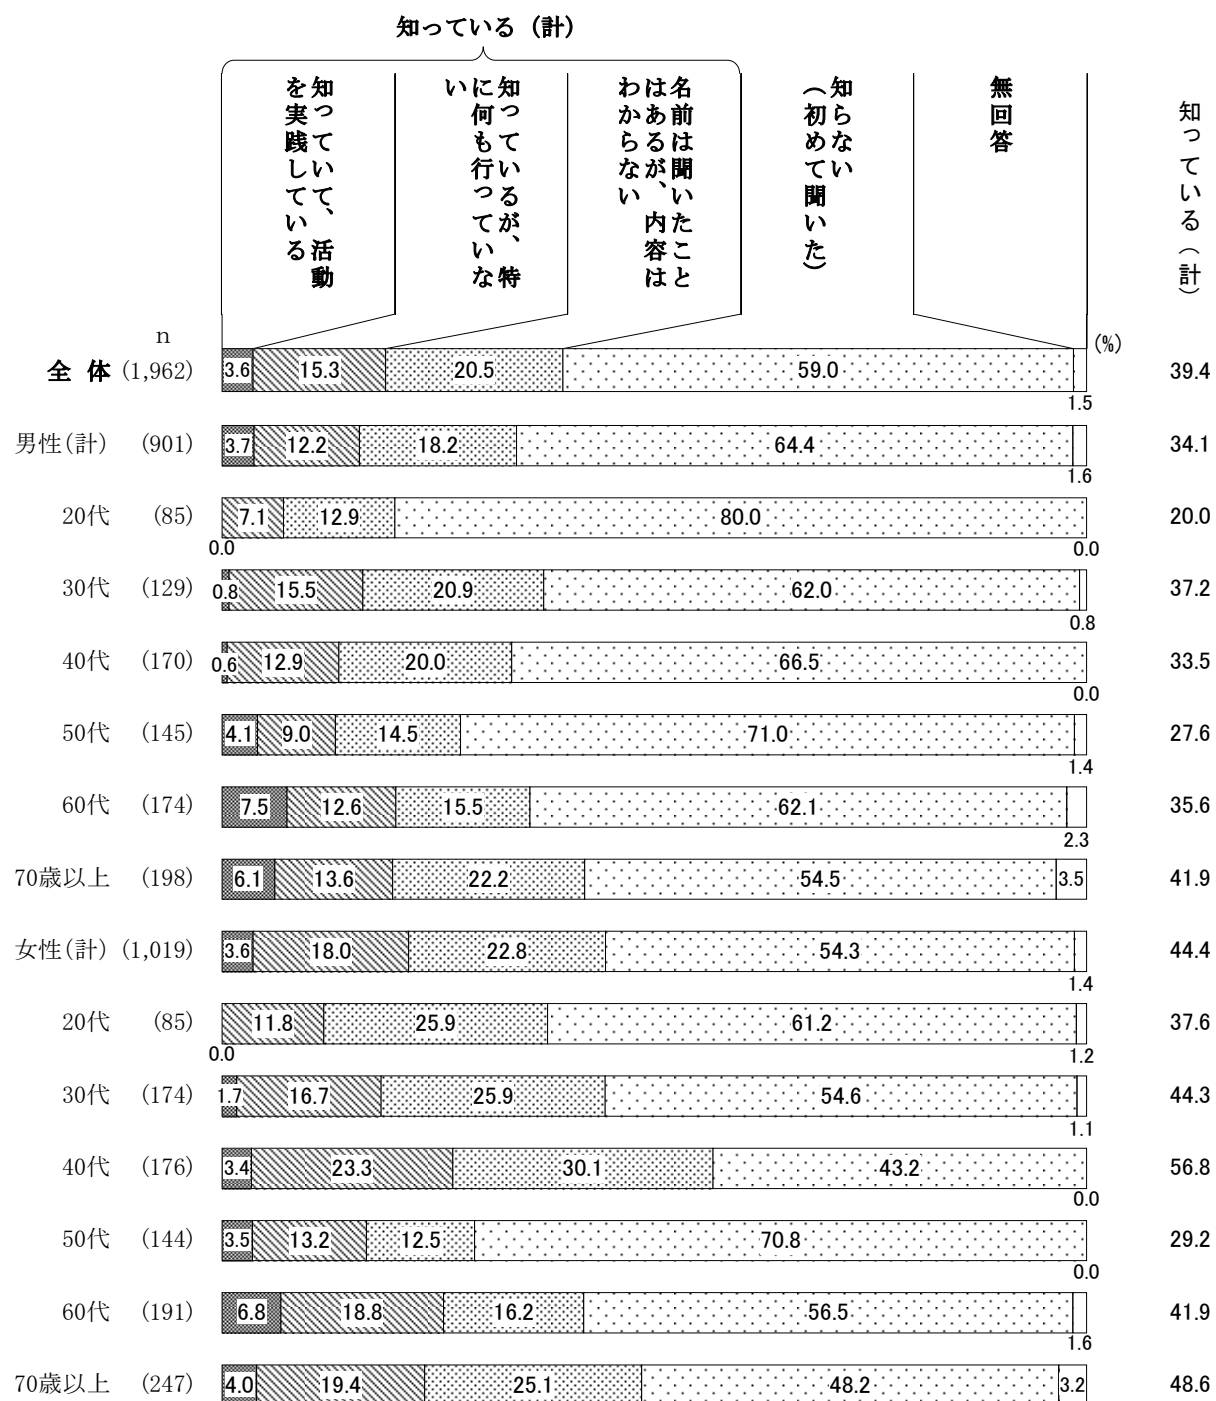 知っている（計）
知っていて、活動
を実践している
知っているが、特
に何も行っていな
い
名前は聞いたこと
はあるが、内容は
わからない
知らない
（初めて聞いた）
無回答
知っている（計）
n
(%)
全 体 (1,962) 3.6 15.3 20.5 59.0 39.4
1.5
男性(計) (901) 3.7 12.2 18.2 64.4 34.1
1.6
20代 (85) 7.1 12.9 80.0 20.0
0.0 0.0
30代 (129) 0.8 15.5 20.9 62.0 37.2
0.8
40代 (170) 0.6 12.9 20.0 66.5 33.5
0.0
50代 (145) 4.1 9.0 14.5 71.0 27.6
1.4
60代 (174) 7.5 12.6 15.5 62.1 35.6
2.3
70歳以上 (198) 6.1 13.6 22.2 54.5 3.5 41.9
女性(計) (1,019) 3.6 18.0 22.8 54.3 44.4
1.4
20代 (85) 11.8 25.9 61.2 37.6
0.0 1.2
30代 (174) 1.7 16.7 25.9 54.6 44.3
1.1
40代 (176) 3.4 23.3 30.1 43.2 56.8
0.0
50代 (144) 3.5 13.2 12.5 70.8 29.2
0.0
60代 (191) 6.8 18.8 16.2 56.5 41.9
1.6
70歳以上 (247) 4.0 19.4 25.1 48.2 3.2 48.6